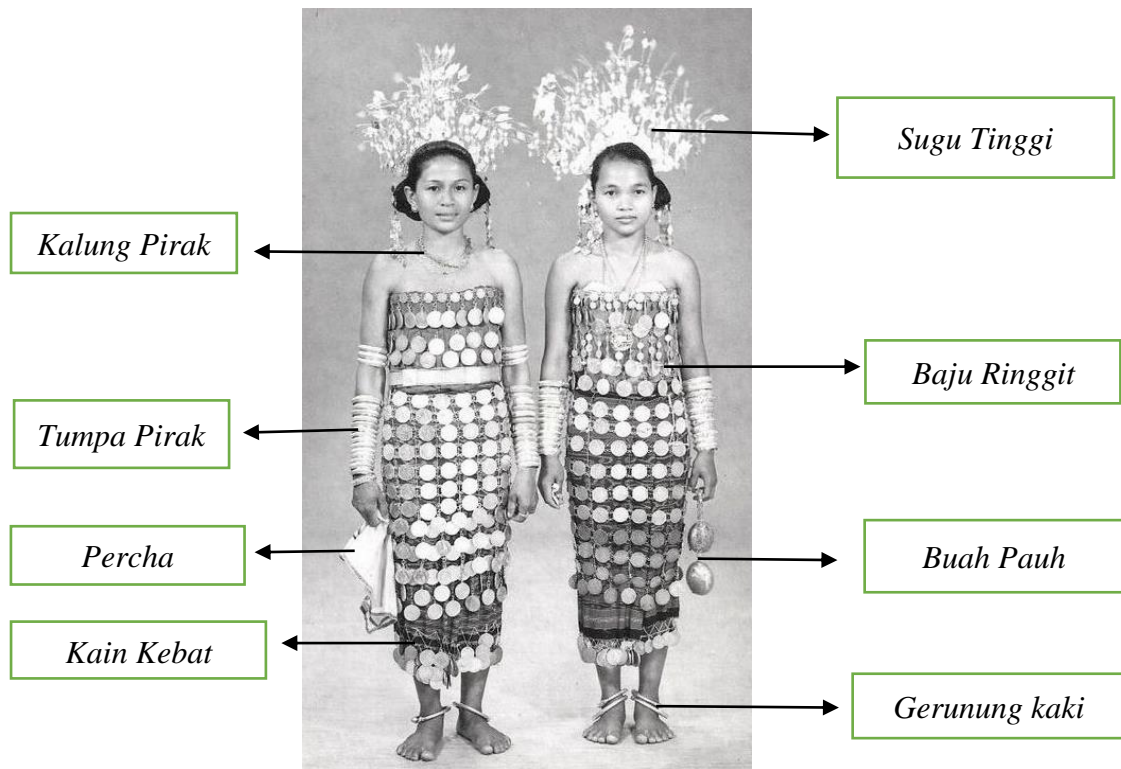 Sugu Tinggi
Kalung Pirak
Baju Ringgit
Tumpa Pirak
Percha
Buah Pauh
Kain Kebat
Gerunung kaki